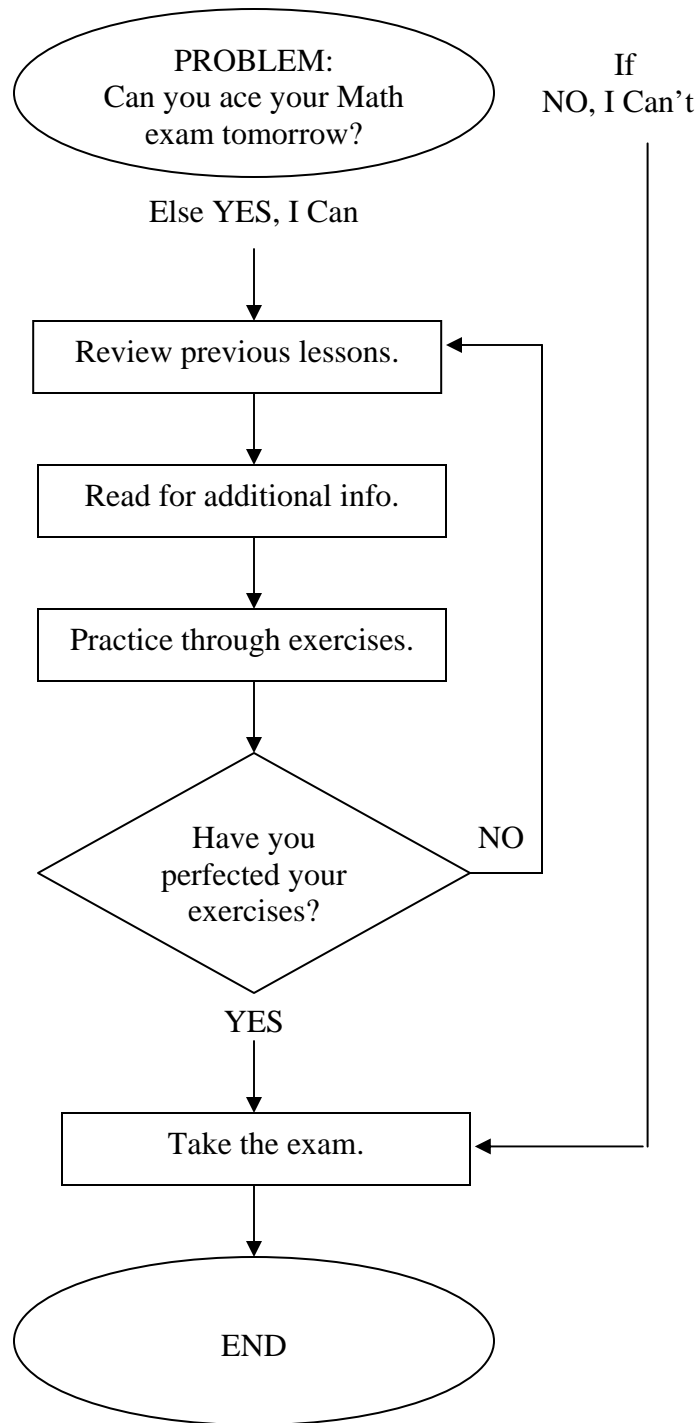 PROBLEM:
Can you ace your Math
exam tomorrow?
If
NO, I Can’t
Else YES, I Can
Review previous lessons.
Read for additional info.
Practice through exercises.
Have you
perfected your
exercises?
NO
YES
Take the exam.
END